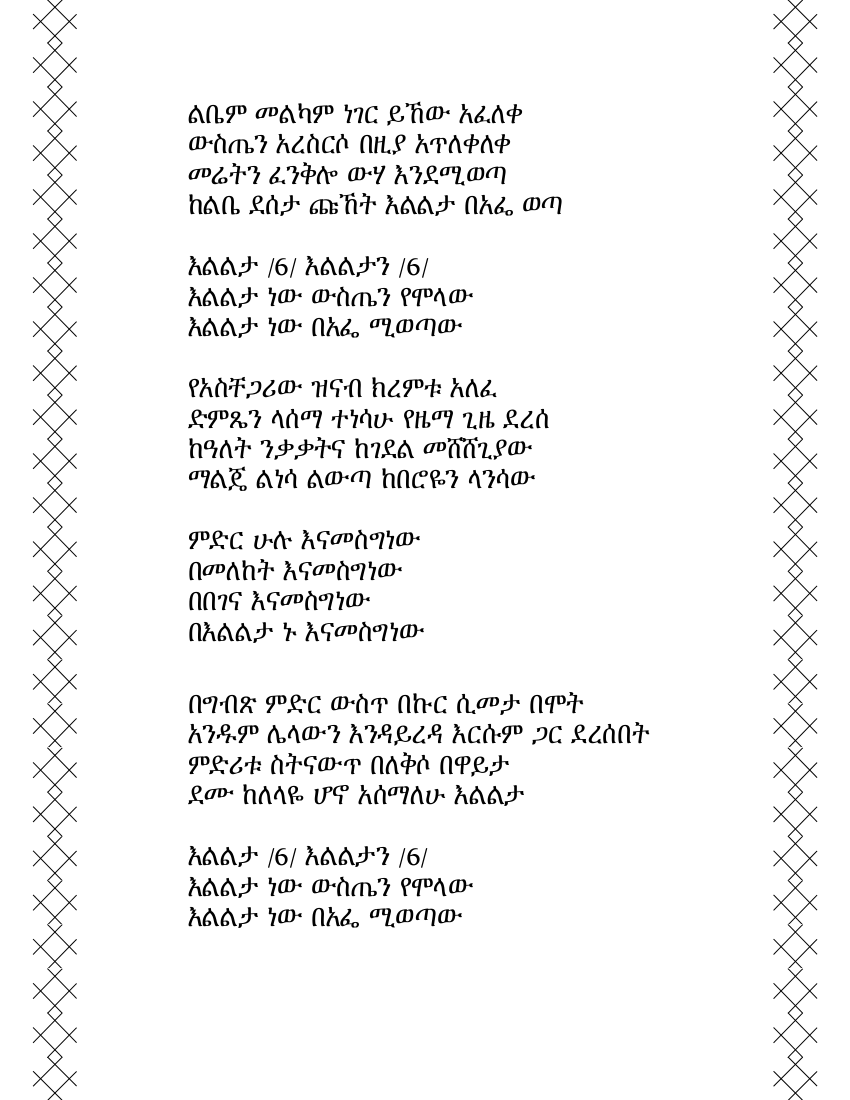 ልቤም መልካም ነገር ይኸው አፈለቀ
ውስጤን አረስርሶ በዚያ አጥለቀለቀ
መሬትን ፈንቅሎ ውሃ እንደሚወጣ
ከልቤ ደሰታ ጩኸት እልልታ በአፌ ወጣ
እልልታ /6/ እልልታን /6/
እልልታ ነው ውስጤን የሞላው
እልልታ ነው በአፌ ሚወጣው
የአስቸጋሪው ዝናብ ክረምቱ አለፈ
ድምጼን ላሰማ ተነሳሁ የዜማ ጊዜ ደረሰ
ከዓለት ንቃቃትና ከገደል መሸሸጊያው
ማልጄ ልነሳ ልውጣ ከበሮዬን ላንሳው
ምድር ሁሉ እናመስግነው
በመለከት እናመስግነው
በበገና እናመስግነው
በእልልታ ኑ እናመስግነው
በግብጽ ምድር ውስጥ በኩር ሲመታ በሞት
አንዱም ሌላውን እንዳይረዳ እርሱም ጋር ደረሰበት
ምድሪቱ ስትናውጥ በለቅሶ በዋይታ
ደሙ ከለላዬ ሆኖ አሰማለሁ እልልታ
እልልታ /6/ እልልታን /6/
እልልታ ነው ውስጤን የሞላው
እልልታ ነው በአፌ ሚወጣው